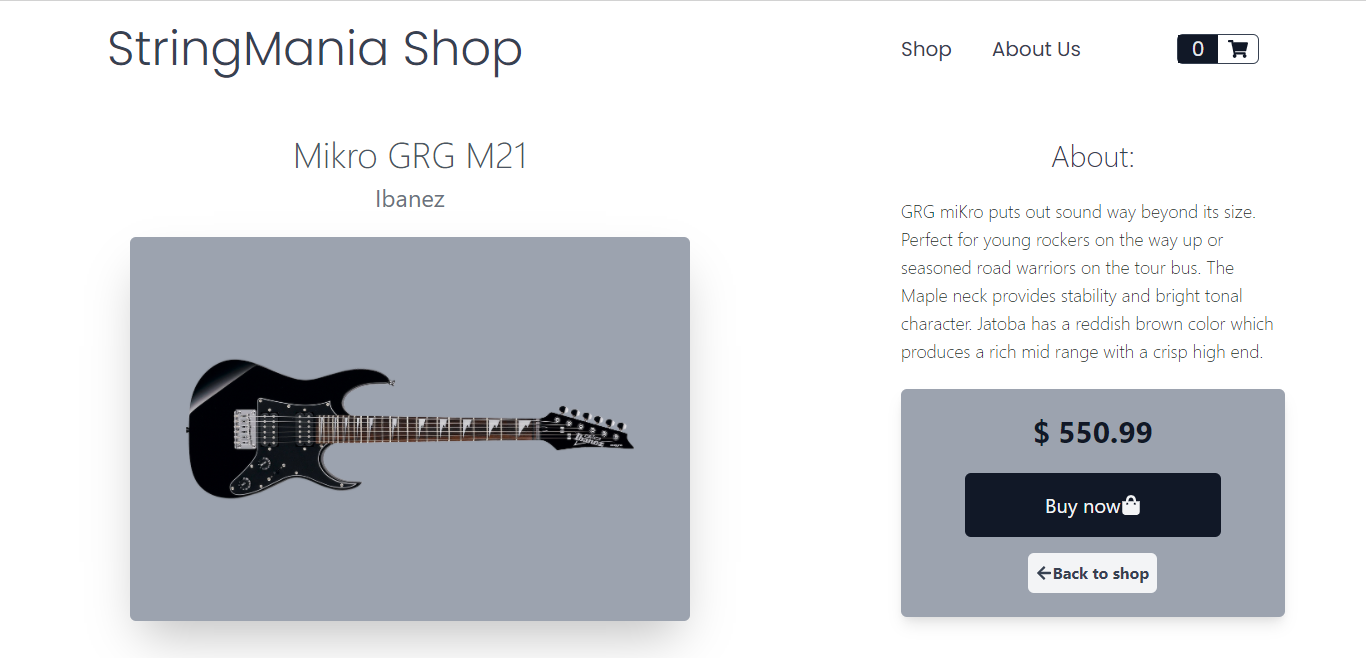 StringMania Shop
Shop
About Us
0
Mikro GRG M21
Ibanez
Ibanez
About:
GRG miKro puts out sound way beyond its size.
Perfect for young rockers on the way up or
seasoned road warriors on the tour bus. The
Maple neck provides stability and bright tonal
character. Jatoba has a reddish brown color which
produces a rich mid range with a crisp high end.
$ 550.99
Buy now
Back to shop